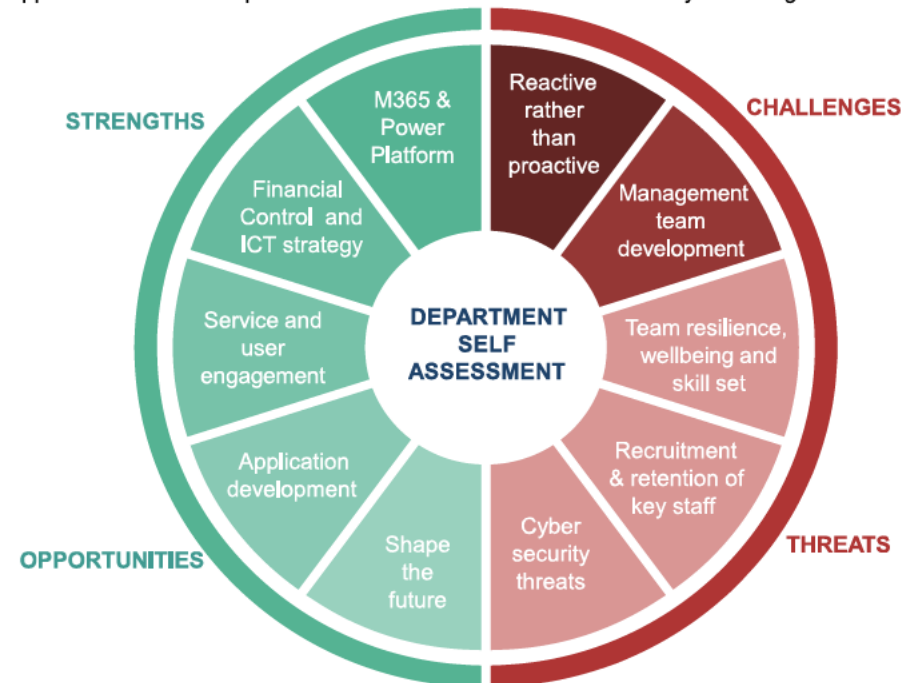 STRENGTHS
CHALLENGES
OPPORTUNITIES
THREATS
DEPARTMENT
SELF
ASSESSMENT
M365 &
Power
Platform
Reactive
rather
than
proactive
Management
team
development
Team resilience,
wellbeing and
skill set
Recruitment
& retention of
key staff
Cyber
security
threats
Shape
the
future
Application
development
Service and
user
engagement
Financial
Control and
ICT strategy